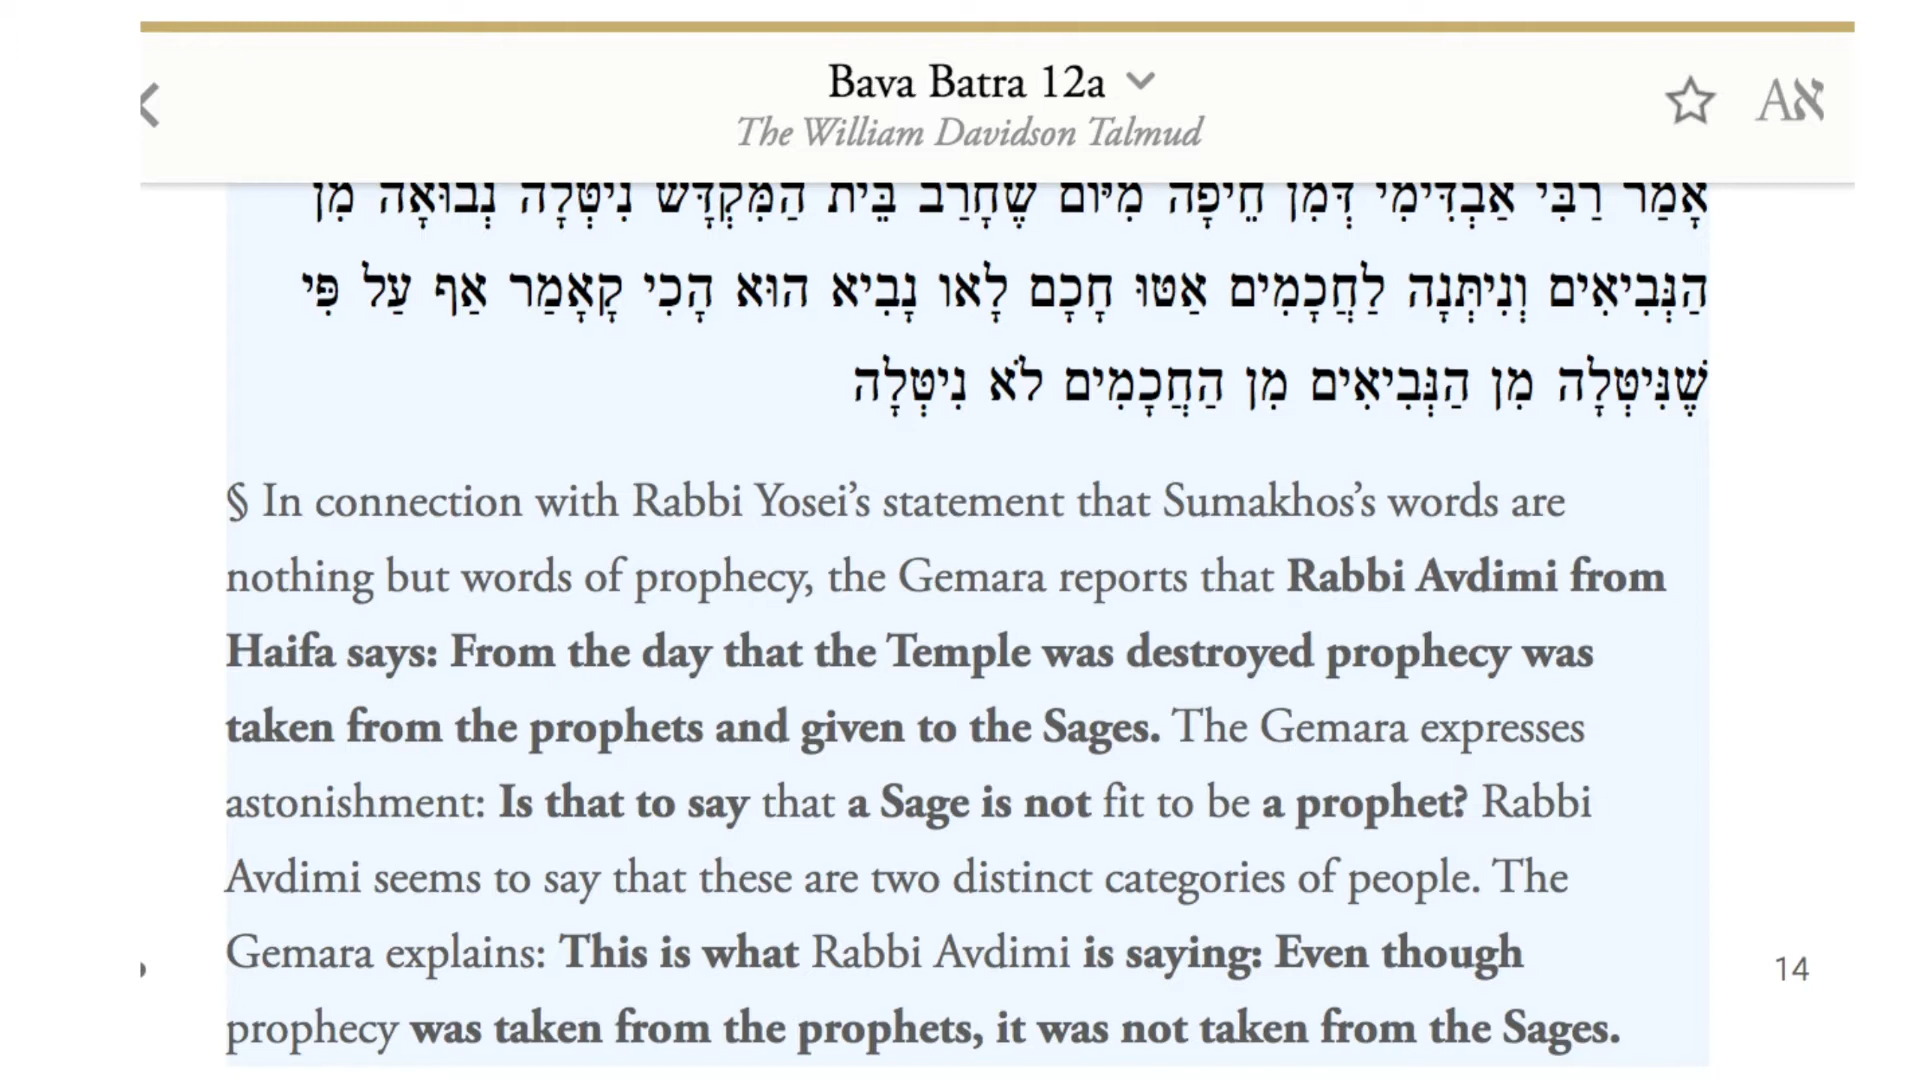 Bava Batra 12a
The William Davidson Talmud
Aא
אָמַר רַבִּי אַבְדִּימִי דְּמִן חֵיפָה מִיּוֹם שֶׁחָרַב בֵּית הַמִּקְדָּשׁ נִיטְּלָה נְבוּאָה מִן
הַנְּבִיאִים וְנִיתְּנָה לַחֲכָמִים אַטּוּ חָכָם לָאו נָבִיא הוּא הָכִי קָאָמַר אַף עַל פִּי
שֶׁנִּיטְּלָה מִן הַנְּבִיאִים מִן הַחֲכָמִים לֹא נִיטְּלָה
§ In connection with Rabbi Yosei’s statement that Sumakhos’s words are
nothing but words of prophecy, the Gemara reports that Rabbi Avdimi from
Haifa says: From the day that the Temple was destroyed prophecy was
taken from the prophets and given to the Sages. The Gemara expresses
astonishment: Is that to say that a Sage is not fit to be a prophet? Rabbi
Avdimi seems to say that these are two distinct categories of people. The
Gemara explains: This is what Rabbi Avdimi is saying: Even though
prophecy was taken from the prophets, it was not taken from the Sages.
14